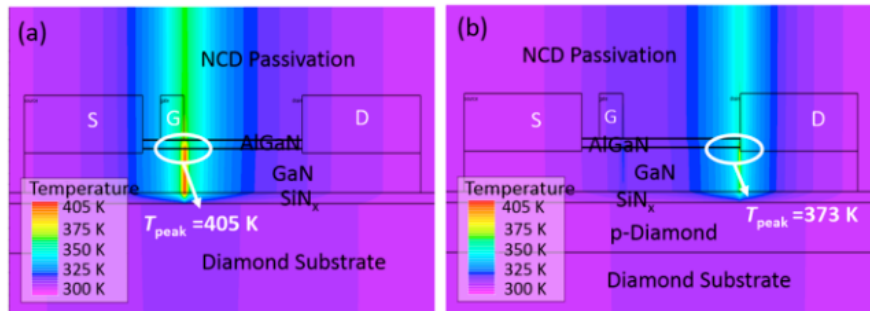 (a)
NCD Passivation
S
G
D
AlGaN
GaN
SiNx
Temperature
405 K
375 K
350 K
325 K
300 K
Tpeak =405 K
Diamond Substrate
(b)
NCD Passivation
S
G
D
AlGaN
GaN
SiNx
Temperature
405 K
375 K
350 K
325 K
300 K
Tpeak =373 K
p-Diamond
Diamond Substrate